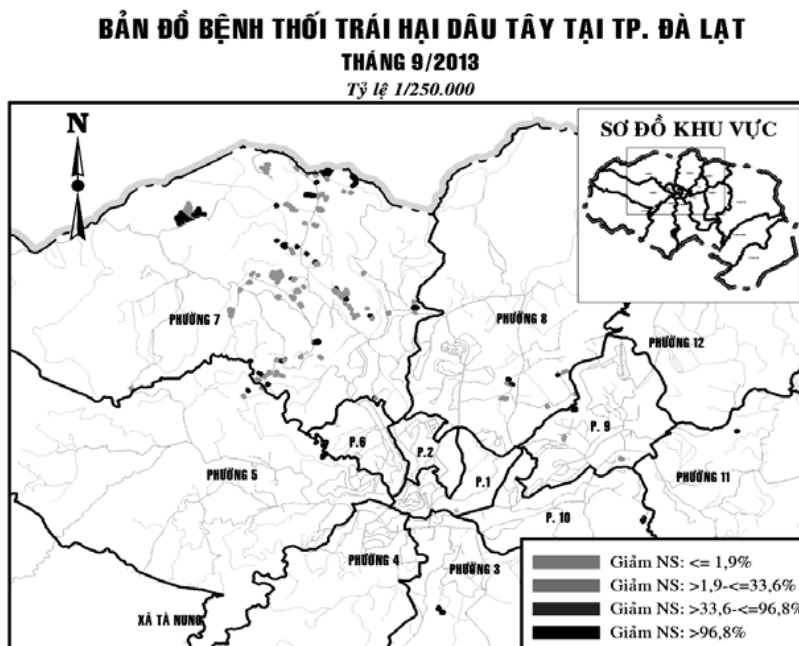 BẢN ĐỒ BỆNH THỐI TRÁI HẠI DÂU TÂY TẠI TP. ĐÀ LẠT
THÁNG 9/2013
Tỷ lệ 1/250.000
N
SƠ ĐỒ KHU VỰC
PHƯỜNG 7
PHƯỜNG 8
PHƯỜNG 12
P.6
P.2
P. 9
P.1
PHƯỜNG 5
PHƯỜNG 11
P. 10
PHƯỜNG 4
PHƯỜNG 3
XÃ TÀ NUNG
Giảm NS: <= 1,9%
Giảm NS: >1,9-<=33,6%
Giảm NS: >33,6-<=96,8%
Giảm NS: >96,8%